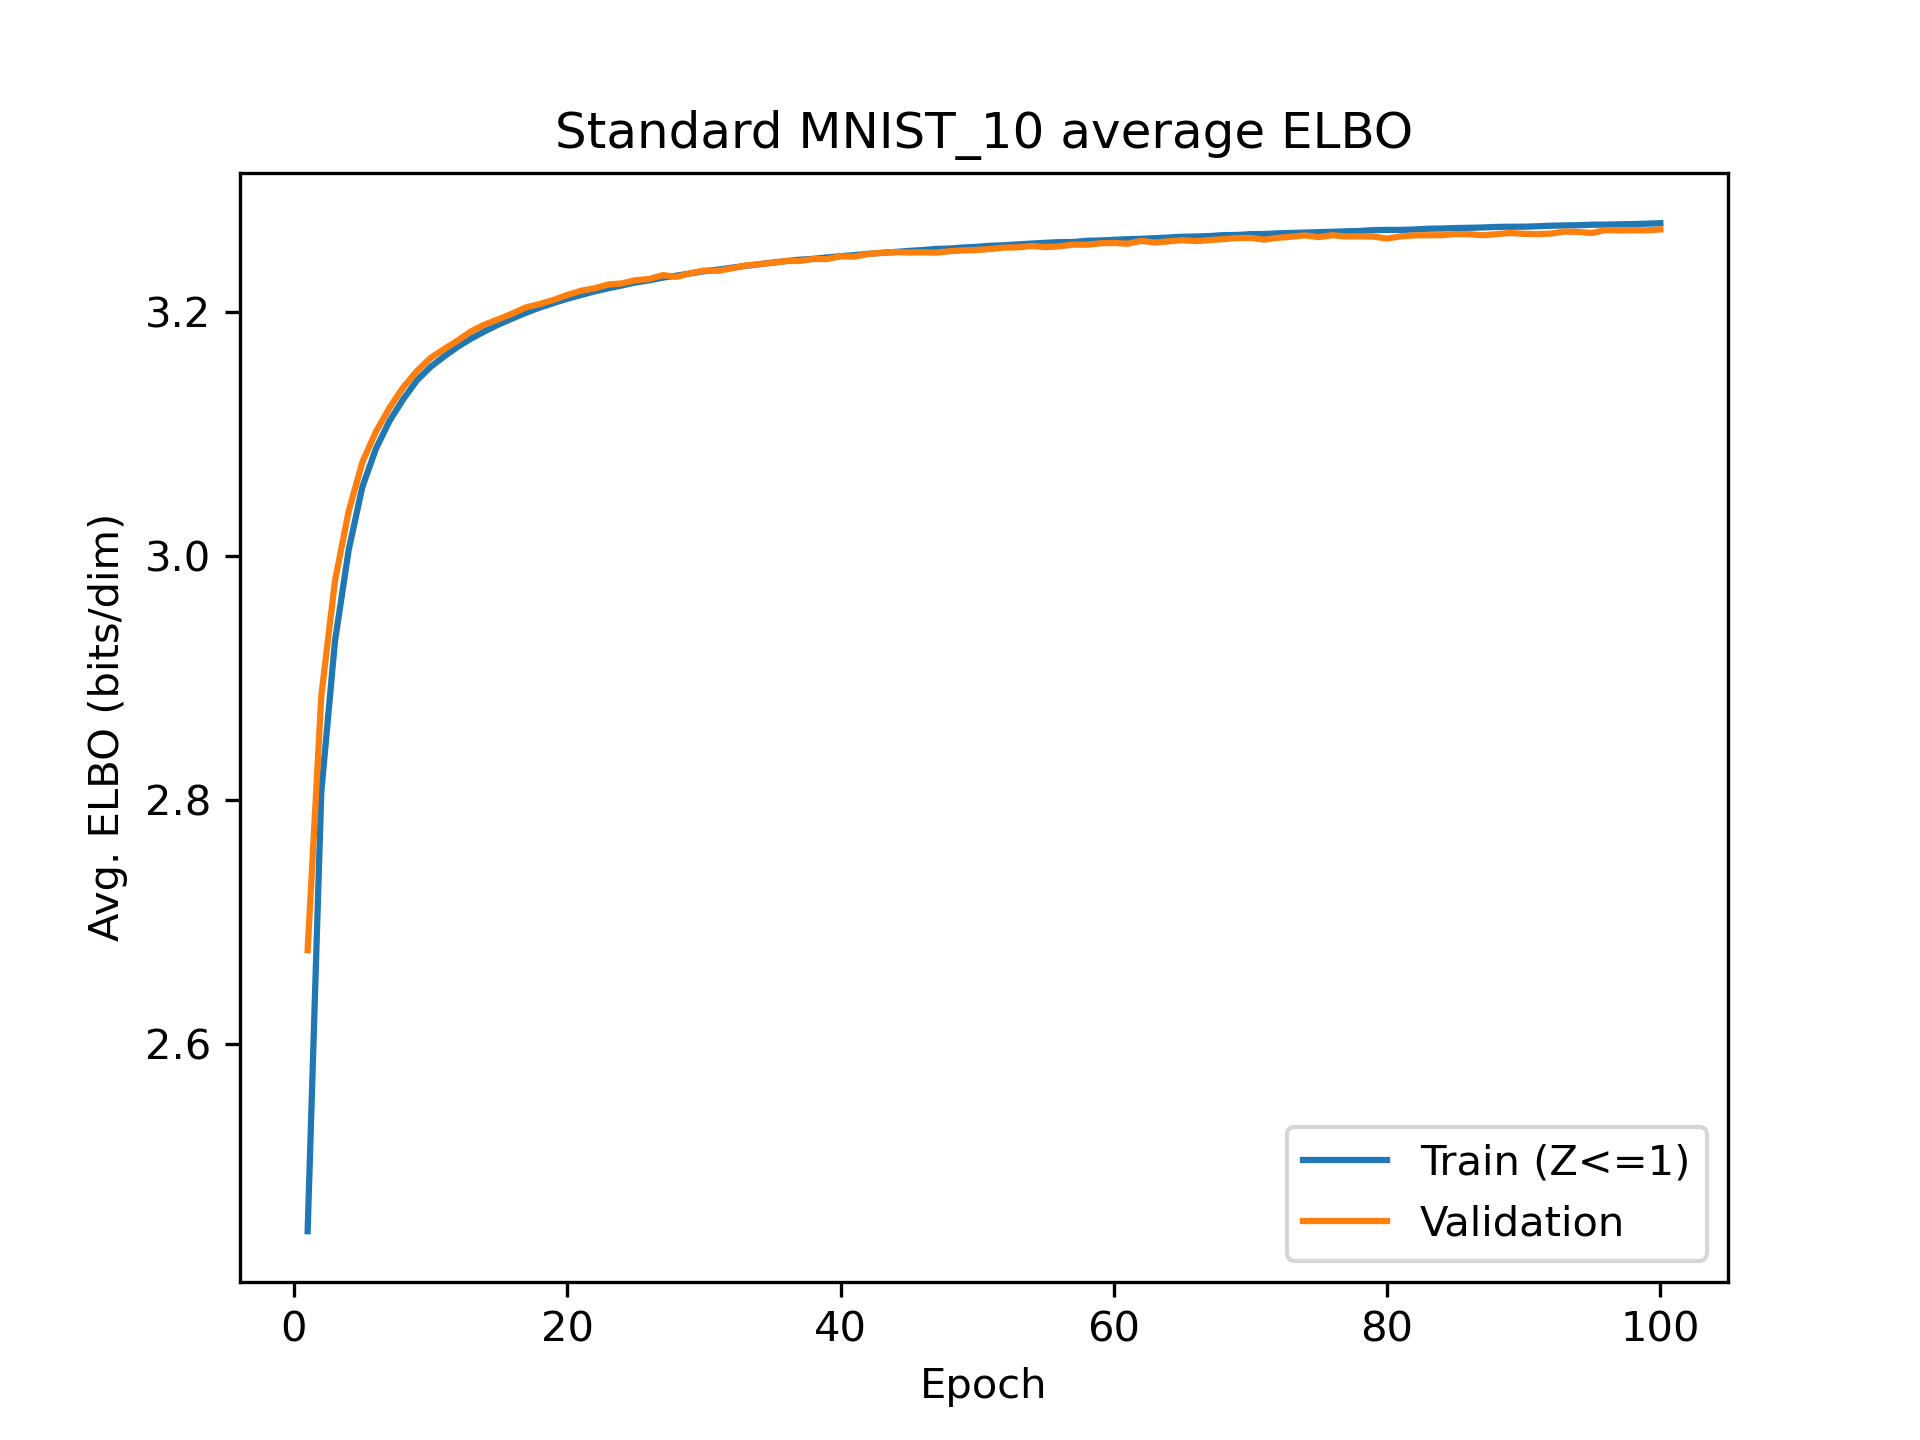 Standard MNIST_10 average ELBO
Avg. ELBO (bits/dim)
3.2
3.0
2.8
2.6
Train (Z<=1)
Validation
0 20 40 60 80 100
Epoch